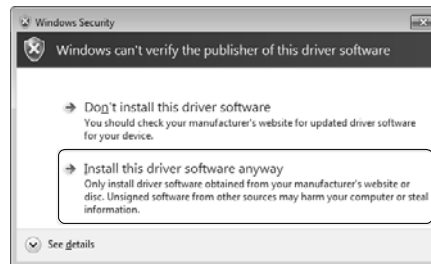 Windows Security
Windows can't verify the publisher of this driver software
Don't install this driver software
You should check your manufacturer's website for updated driver software
for your device.
Install this driver software anyway
Only install driver software obtained from your manufacturer's website or
disc. Unsigned software from other sources may harm your computer or steal
information.
See details